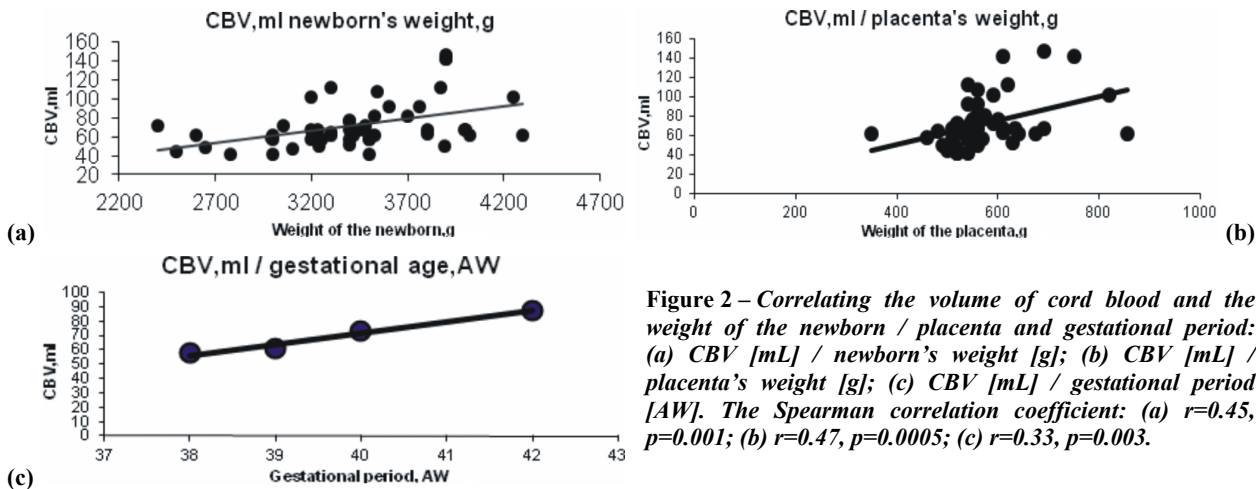 CBV,ml newborn's weight,g
CBV,ml
160
140
120
100
80
60
40
20
2200 2700 3200 3700 4200 4700
Weight of the newborn,g
(a)
CBV,ml / placenta's weight,g
CBV,ml
160
140
120
100
80
60
40
20
0
0 200 400 600 800 1000
Weight of the placenta,g
(b)
CBV,ml / gestational age,AW
CBV,ml
100
90
80
70
60
50
40
30
20
10
0
37 38 39 40 41 42 43
Gestational period, AW
(c)
Figure 2 – Correlating the volume of cord blood and the
weight of the newborn / placenta and gestational period:
(a) CBV [mL] / newborn's weight [g]; (b) CBV [mL] /
placenta's weight [g]; (c) CBV [mL] / gestational period
[AW]. The Spearman correlation coefficient: (a) r=0.45,
p=0.001; (b) r=0.47, p=0.0005; (c) r=0.33, p=0.003.